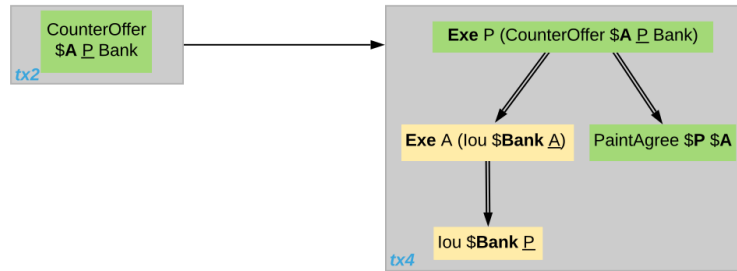 CounterOffer
$A P Bank
tx2
Exe P (CounterOffer $A P Bank)
Exe A (Iou $Bank A)
PaintAgree $P $A
Iou $Bank P
tx4